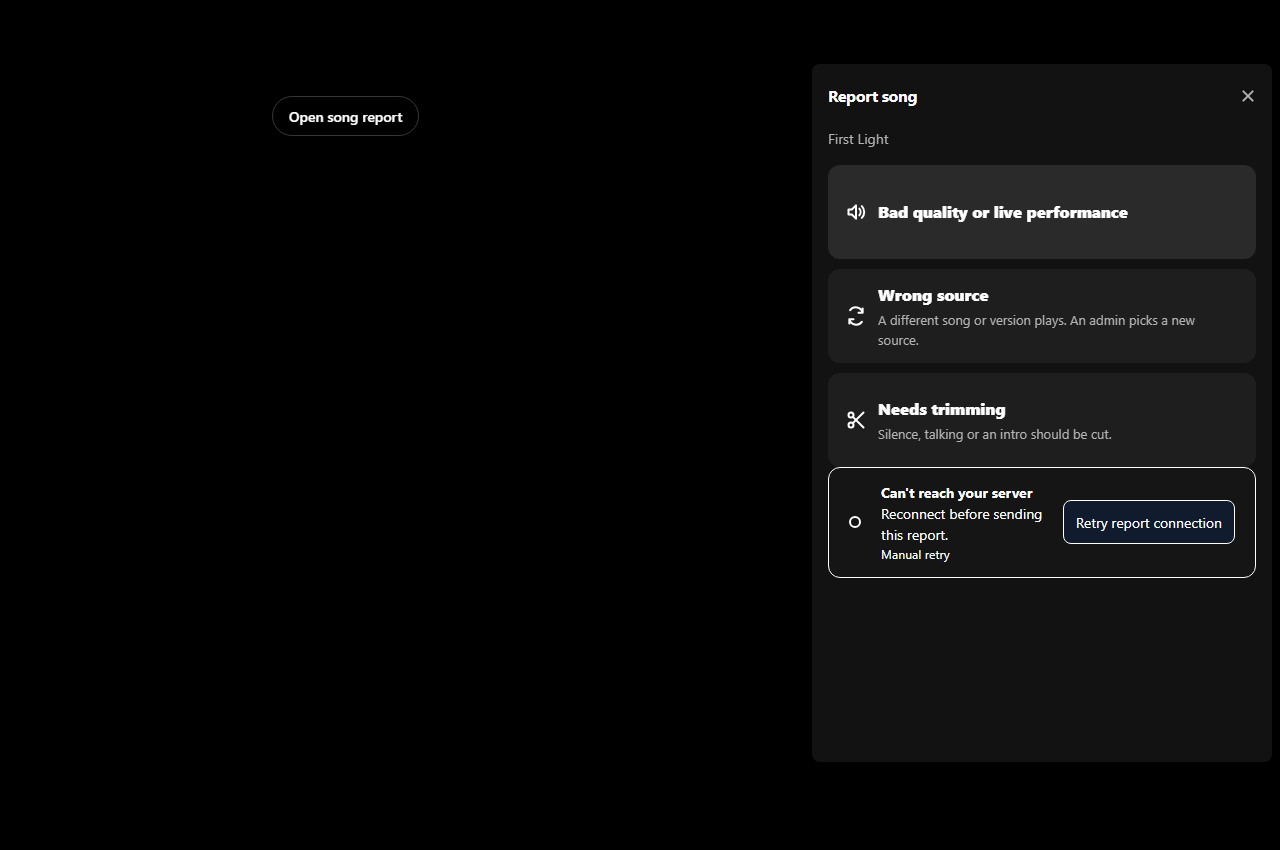 Open song report
Report song
First Light
Bad quality or live performance
Wrong source
A different song or version plays. An admin picks a new
source.
Needs trimming
Silence, talking or an intro should be cut.
Can't reach your server
Reconnect before sending
this report.
Manual retry
Retry report connection